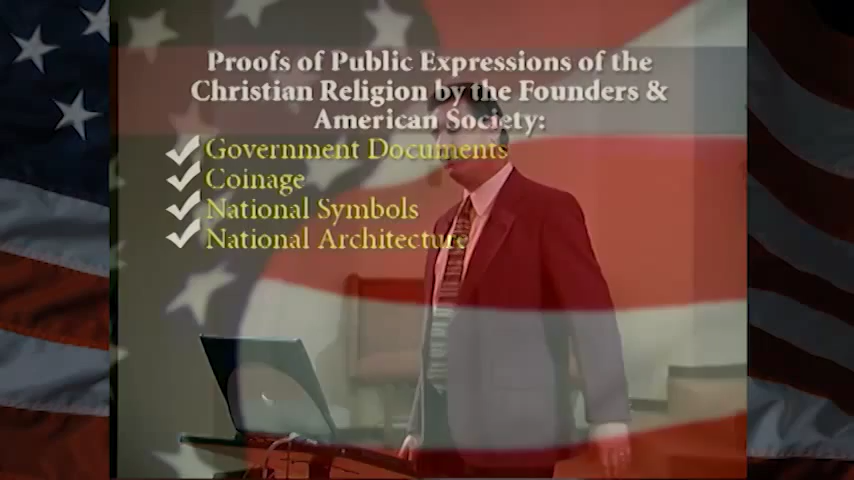 Proofs of Public Expressions of the
Christian Religion by the Founders &
American Society:
Government Documents
Coinage
National Symbols
National Architecture